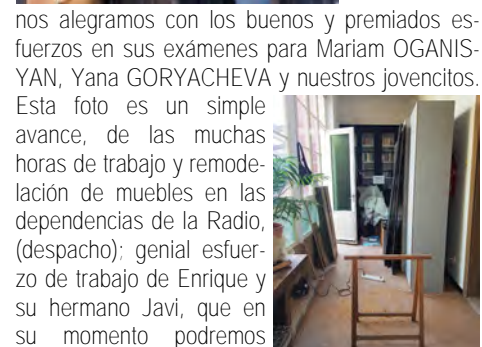 nos alegramos con los buenos y premiados es-
fuerzos en sus exámenes para Mariam OGANIS-
YAN, Yana GORYACHEVA y nuestros jovencitos.
Esta foto es un simple
avance, de las muchas
horas de trabajo y remode-
lación de muebles en las
dependencias de la Radio,
(despacho); genial esfuer-
zo de trabajo de Enrique y
su hermano Javi, que en
su momento podremos